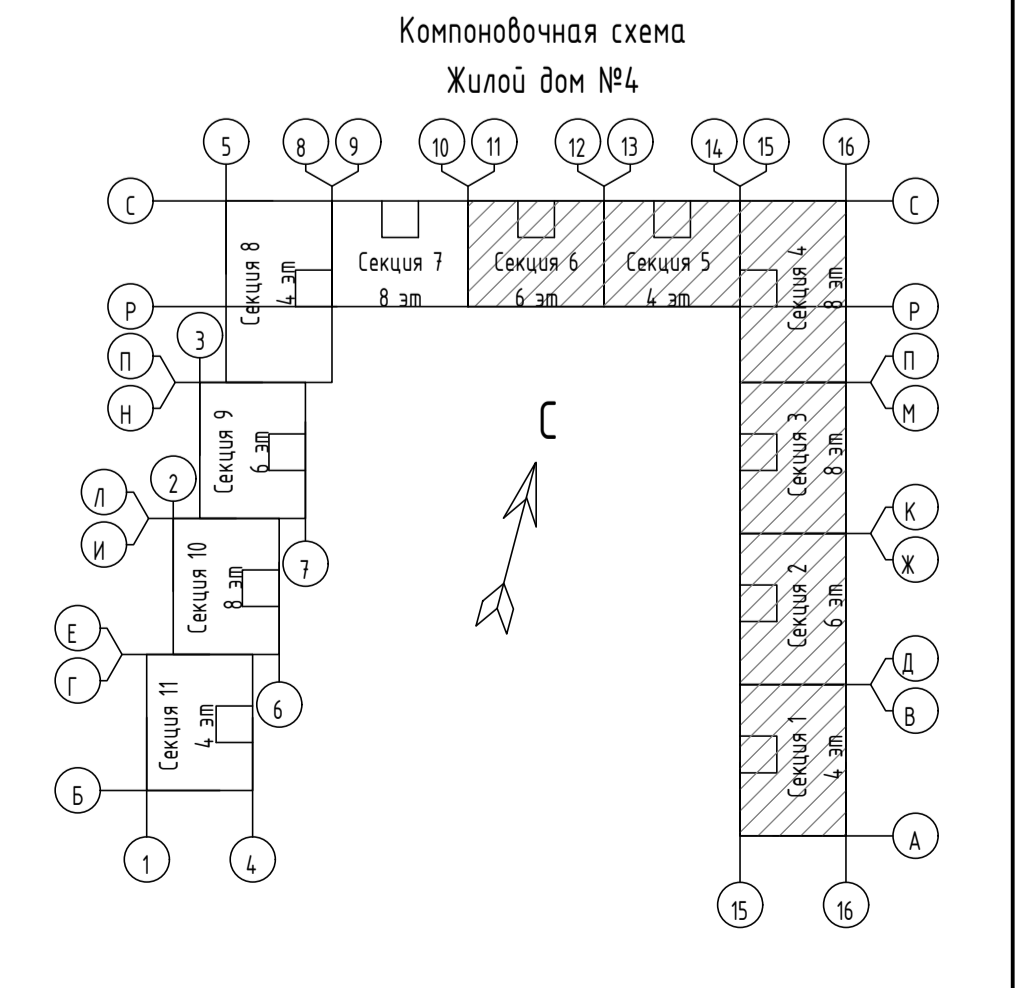 Компоновочная схема
Жилой дом №4
5 8 9 10 11 12 13 14 15 16
С С
Секция 8
4 эт
Секция 7
8 эт
Секция 6
6 эт
Секция 5
4 эт
Секция 4
8 эт
Р Р
3
П П
Н М
Секция 9
6 эт
С
Секция 3
8 эт
2
Л К
И Ж
7
Секция 10
8 эт
Секция 2
6 эт
Е Д
Г В
6
Секция 11
4 эт
Секция 1
4 эт
Б
А
1 4
15 16